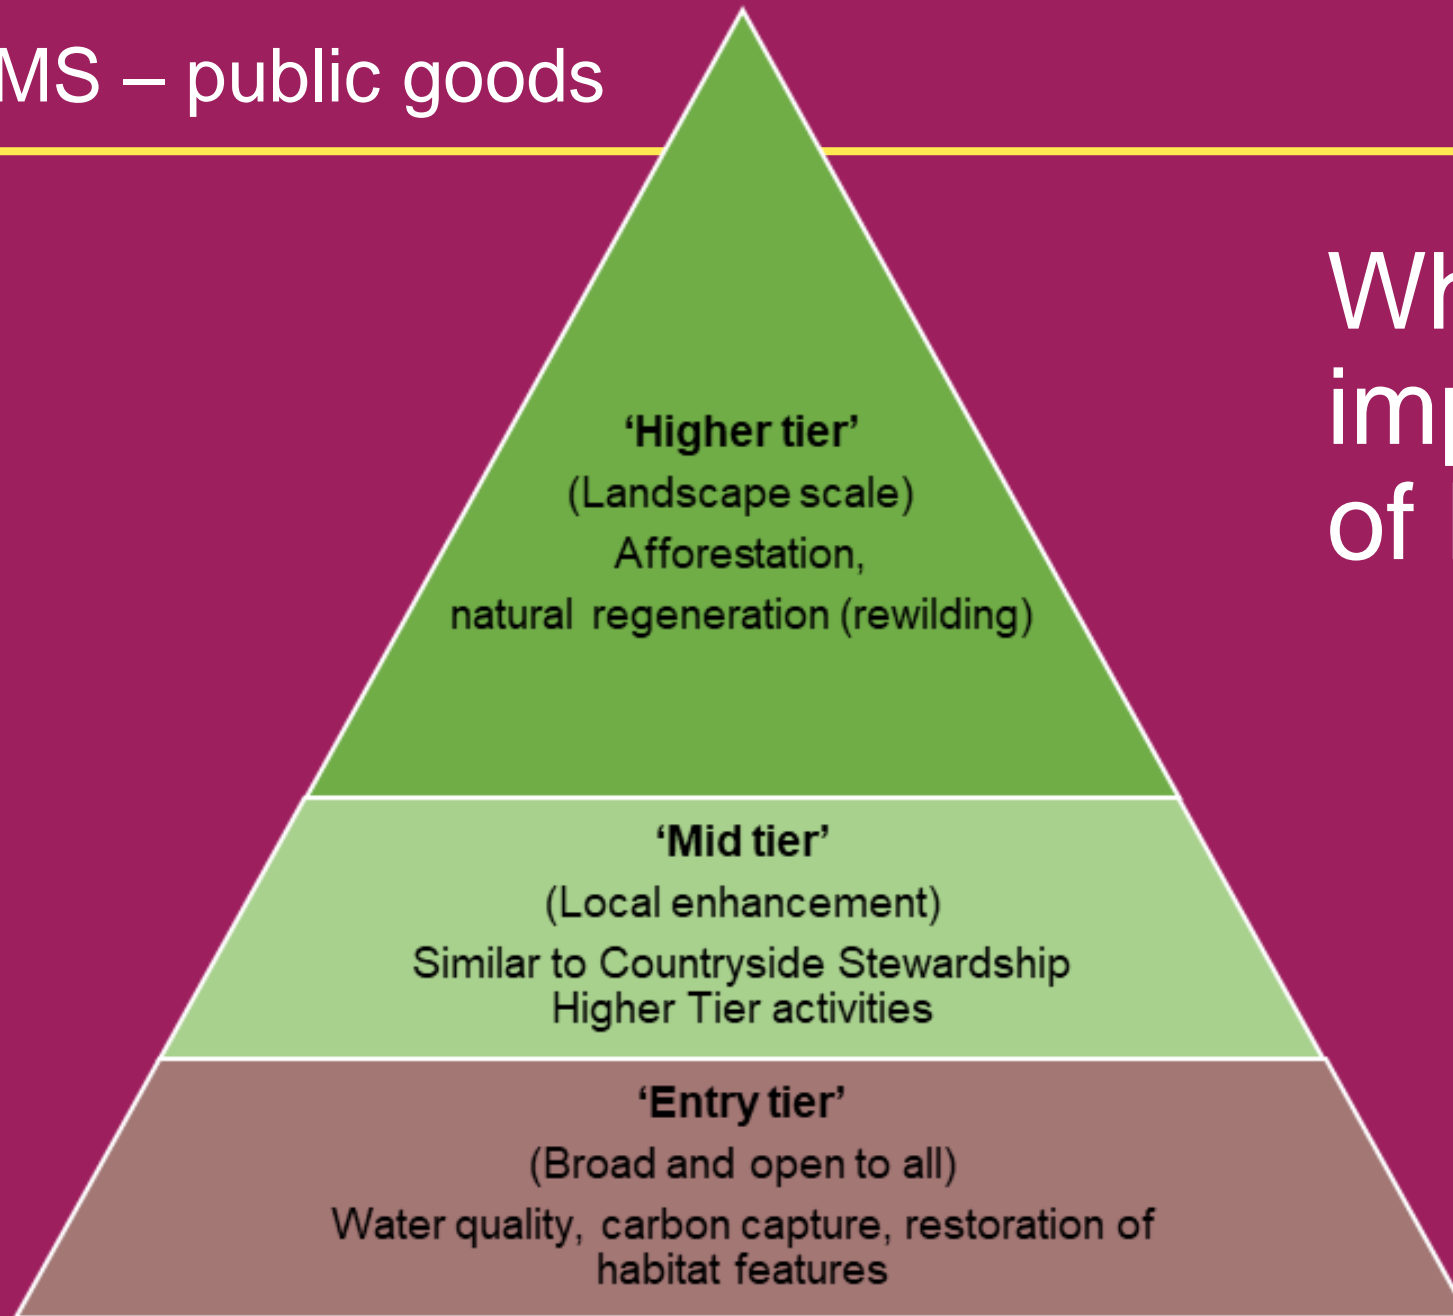 MS – public goods
‘Higher tier’
(Landscape scale)
Afforestation,
natural regeneration (rewilding)
‘Mid tier’
(Local enhancement)
Similar to Countryside Stewardship
Higher Tier activities
‘Entry tier’
(Broad and open to all)
Water quality, carbon capture, restoration of
habitat features
of